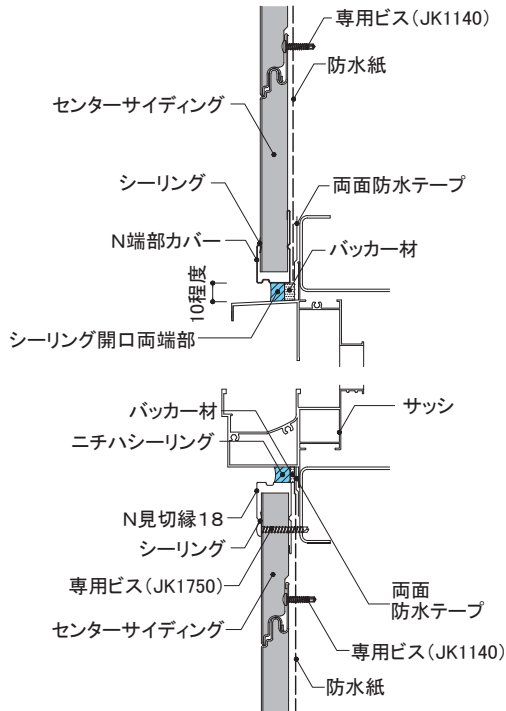 専用ビス(JK1140)
防水紙
センターサイディング
シーリング
両面防水テープ
N端部カバー
バッカー材
10程度
シーリング開口両端部
バッカー材
サッシ
ニチハシーリング
N見切縁18
シーリング
専用ビス(JK1750)
両面
防水テープ
センターサイディング
専用ビス(JK1140)
防水紙